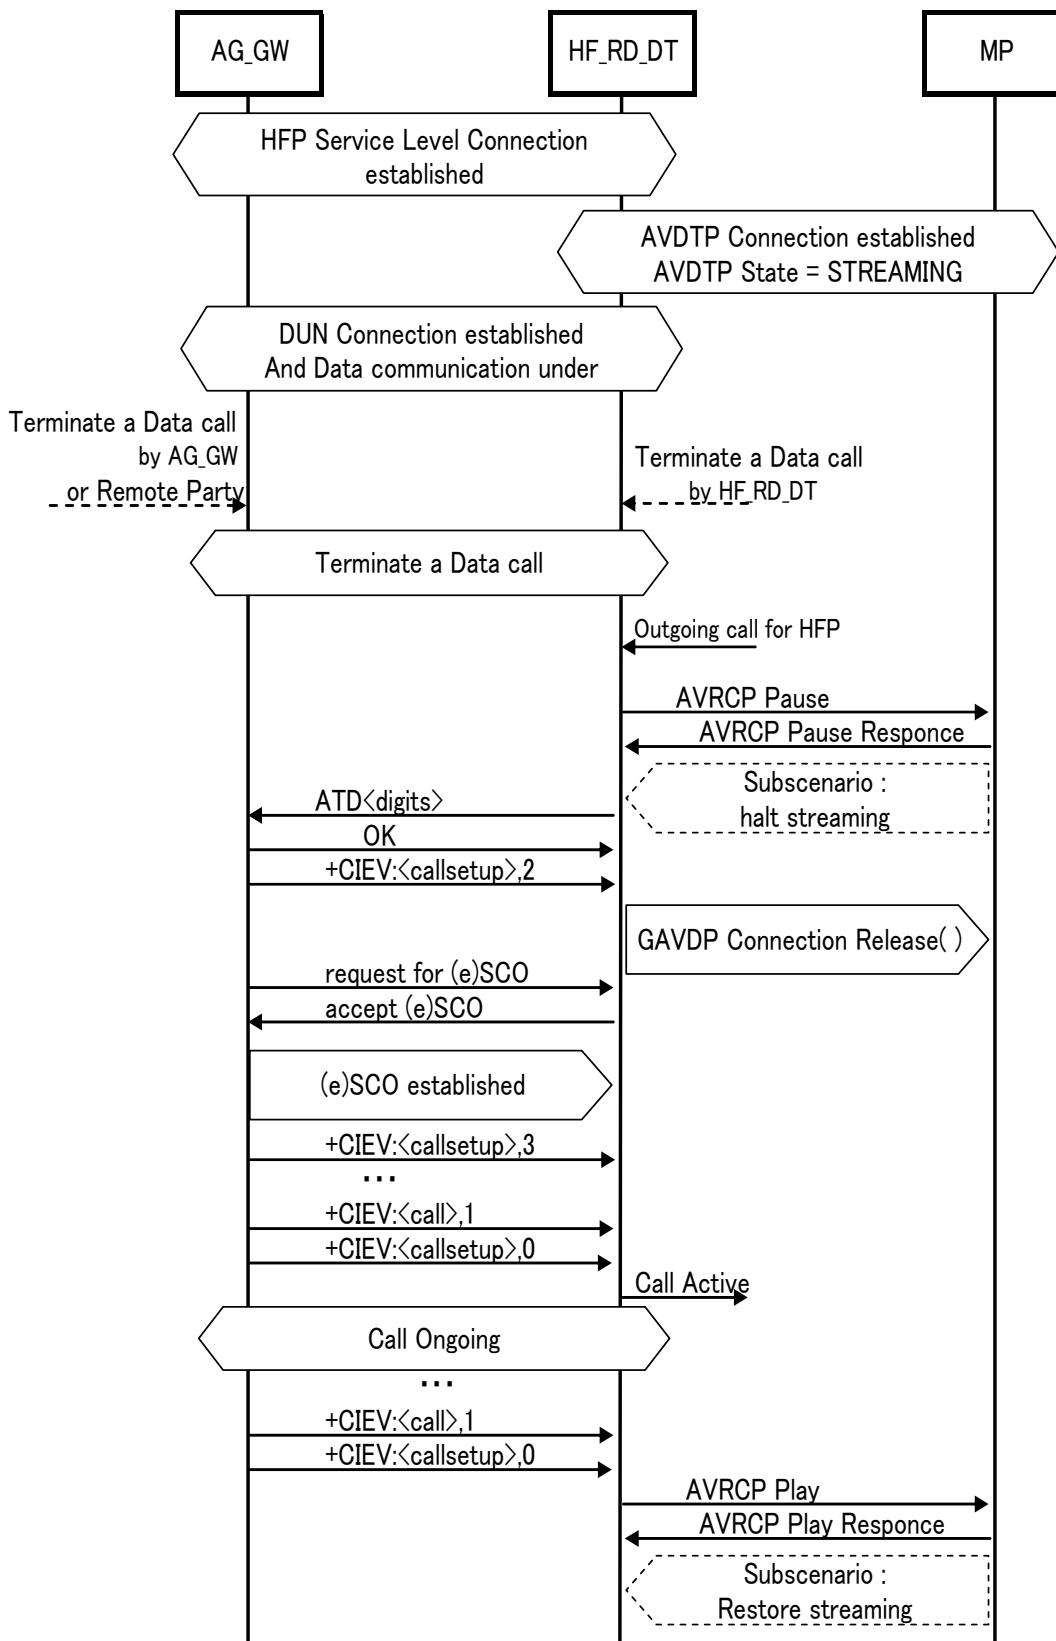 AG_GW
HF_RD_DT
MP
HFP Service Level Connection
established
AVDTP Connection established
AVDTP State = STREAMING
DUN Connection established
And Data communication under
Terminate a Data call
by AG_GW
or Remote Party
Terminate a Data call
by HF_RD_DT
Terminate a Data call
Outgoing call for HFP
AVRCP Pause
AVRCP Pause Responce
Subscenario :
halt streaming
ATD<digits>
OK
+CIEV:<callsetup>,2
GAVDP Connection Release( )
request for (e)SCO
accept (e)SCO
(e)SCO established
+CIEV:<callsetup>,3
...
+CIEV:<call>,1
+CIEV:<callsetup>,0
Call Active
Call Ongoing
...
+CIEV:<call>,1
+CIEV:<callsetup>,0
AVRCP Play
AVRCP Play Responce
Subscenario :
Restore streaming